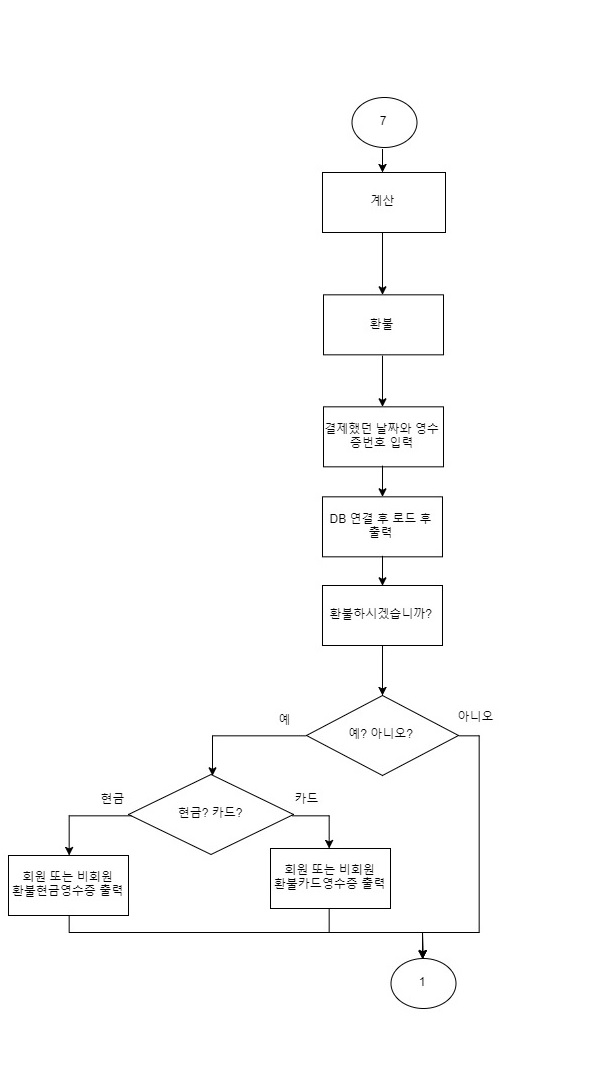 7
계산
환불
결제했던 날짜와 영수
증번호 입력
DB 연결 후 로드 후
출력
환불하시겠습니까?
예
예? 아니오?
아니오
현금
현금? 카드?
카드
회원 또는 비회원
환불현금영수증 출력
회원 또는 비회원
환불카드영수증 출력
1